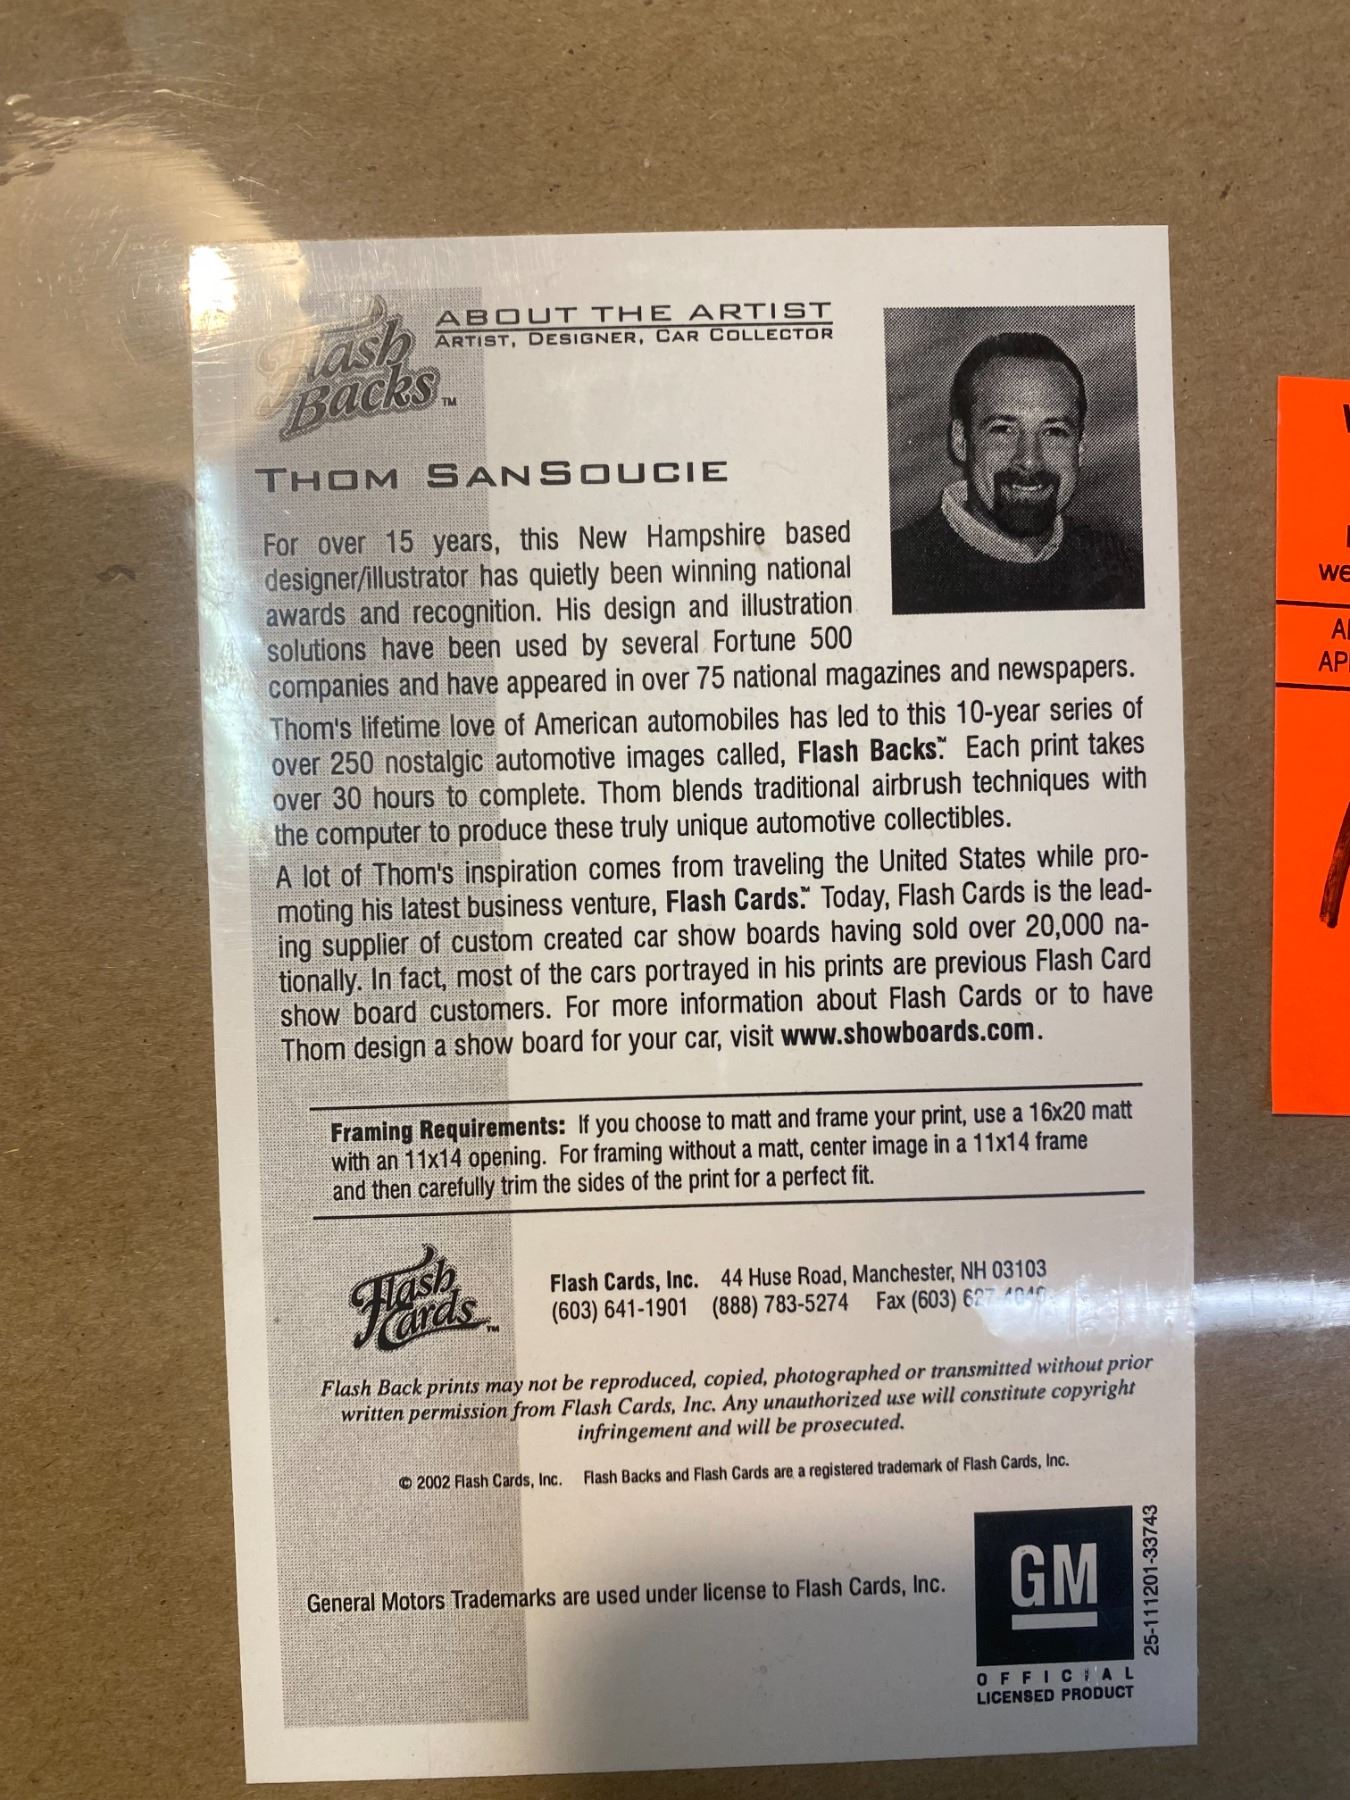 Flash
Backs™
ABOUT THE ARTIST
ARTIST, DESIGNER, CAR COLLECTOR
THOM SANSOUCIE
For over 15 years, this New Hampshire based
designer/illustrator has quietly been winning national
awards and recognition. His design and illustration
solutions have been used by several Fortune 500
companies and have appeared in over 75 national magazines and newspapers.
Thom's lifetime love of American automobiles has led to this 10-year series of
over 250 nostalgic automotive images called, Flash Backs.™ Each print takes
over 30 hours to complete. Thom blends traditional airbrush techniques with
the computer to produce these truly unique automotive collectibles.
A lot of Thom's inspiration comes from traveling the United States while pro-
moting his latest business venture, Flash Cards.™ Today, Flash Cards is the lead-
ing supplier of custom created car show boards having sold over 20,000 na-
tionally. In fact, most of the cars portrayed in his prints are previous Flash Card
show board customers. For more information about Flash Cards or to have
Thom design a show board for your car, visit www.showboards.com.
Framing Requirements: If you choose to matt and frame your print, use a 16x20 matt
with an 11x14 opening. For framing without a matt, center image in a 11x14 frame
and then carefully trim the sides of the print for a perfect fit.
Flash
Cards™
Flash Cards, Inc. 44 Huse Road, Manchester, NH 03103
(603) 641-1901 (888) 783-5274 Fax (603)
Flash Back prints may not be reproduced, copied, photographed or transmitted without prior
written permission from Flash Cards, Inc. Any unauthorized use will constitute copyright
infringement and will be prosecuted.
© 2002 Flash Cards, Inc. Flash Backs and Flash Cards are a registered trademark of Flash Cards, Inc.
General Motors Trademarks are used under license to Flash Cards, Inc.
GM
OFFICIAL
LICENSED PRODUCT
25-111201-33743
we
AP